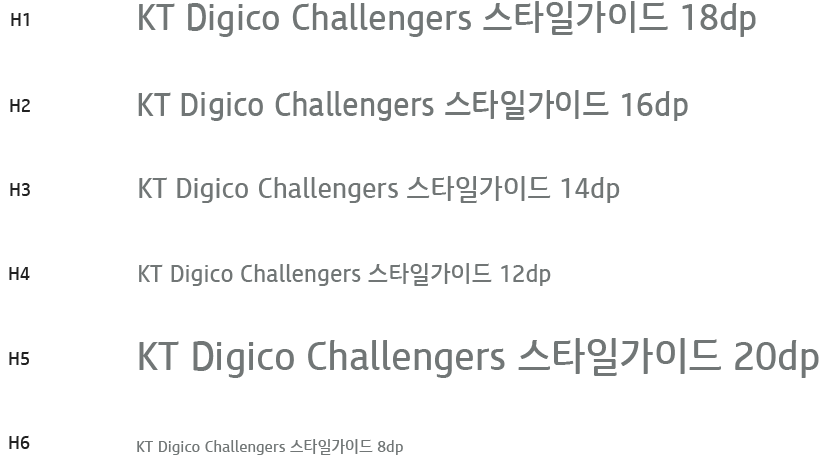 H1 KT Digico Challengers 스타일가이드 18dp
H2 KT Digico Challengers 스타일가이드 16dp
H3 KT Digico Challengers 스타일가이드 14dp
H4 KT Digico Challengers 스타일가이드 12dp
H5 KT Digico Challengers 스타일가이드 20dp
H6 KT Digico Challengers 스타일가이드 8dp